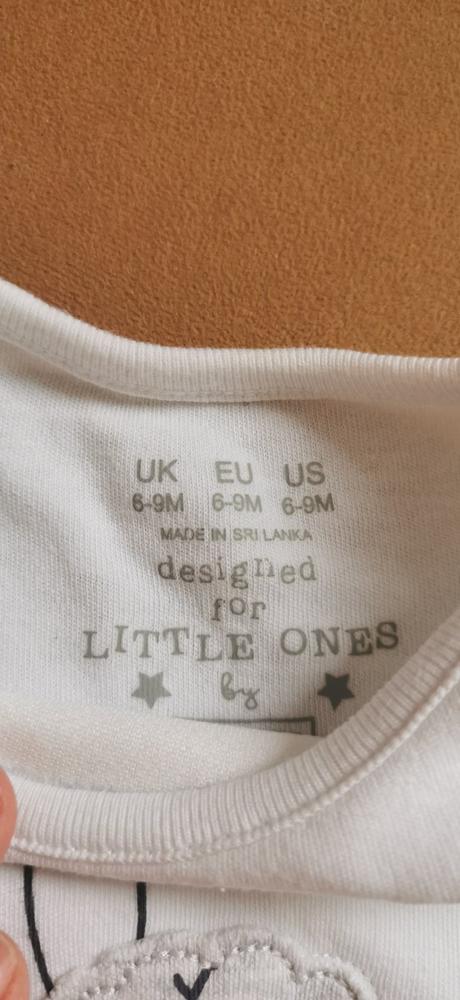 UK EU US
6-9M 6-9M 6-9M
MADE IN SRI LANKA
designed
for
LITTLE ONES
by